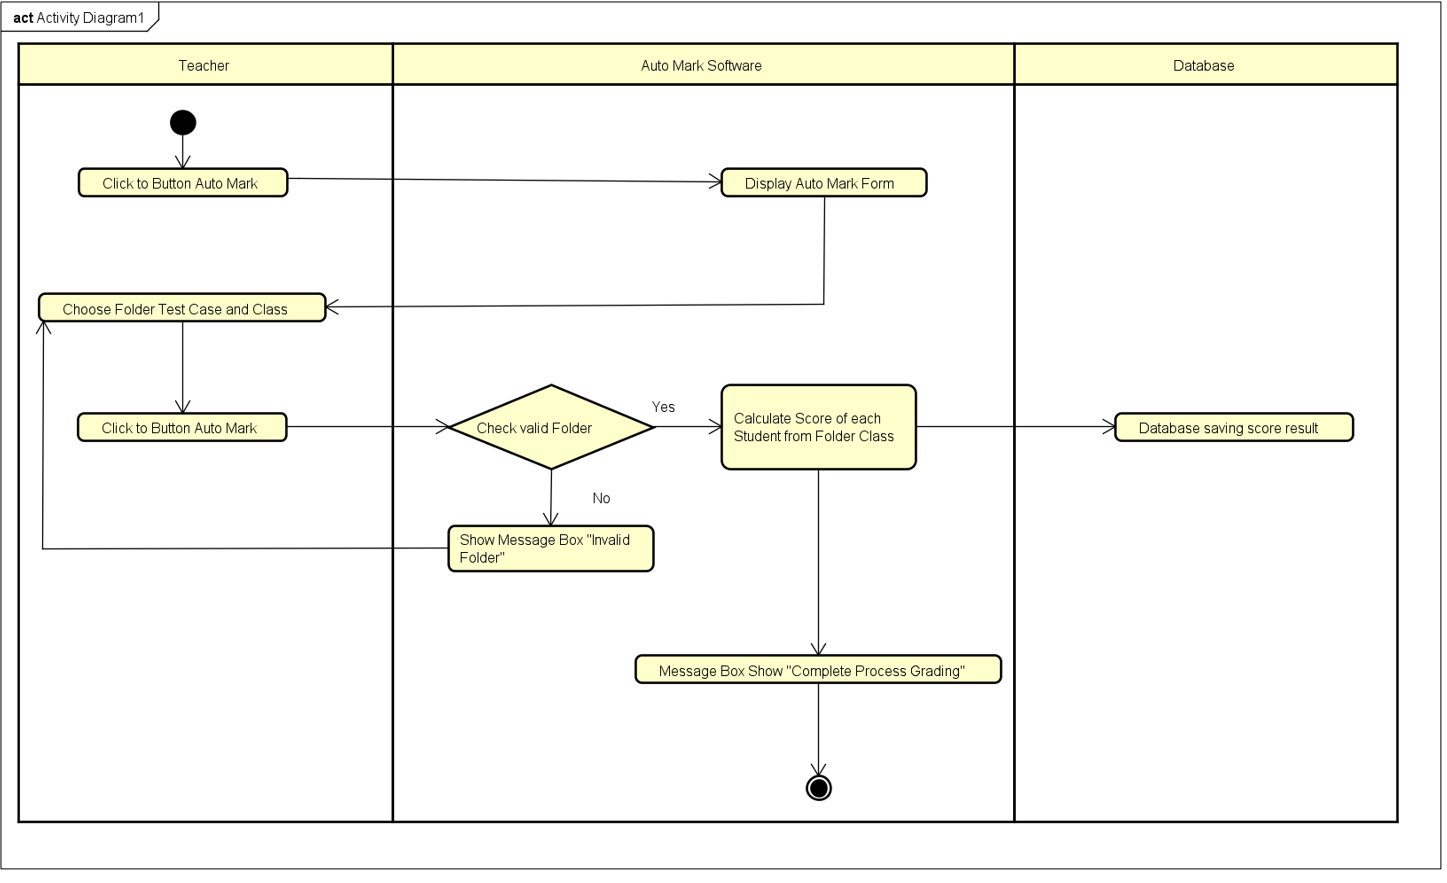 act Activity Diagram1
Teacher
Auto Mark Software
Database
Click to Button Auto Mark
Display Auto Mark Form
Choose Folder Test Case and Class
Click to Button Auto Mark
Check valid Folder
Yes
Calculate Score of each
Student from Folder Class
Database saving score result
No
Show Message Box "Invalid
Folder"
Message Box Show "Complete Process Grading"